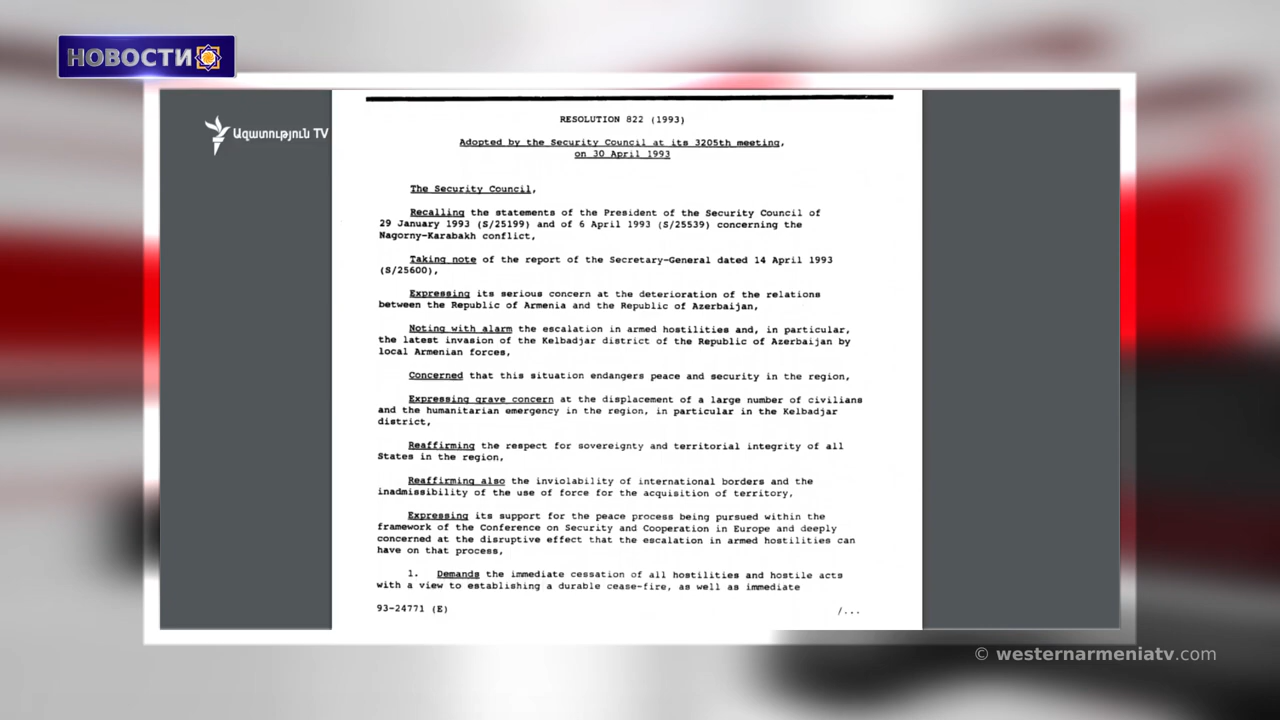 НОВОСТИ
Ազատություն TV
RESOLUTION 822 (1993)
Adopted by the Security Council at its 3205th meeting,
on 30 April 1993
The Security Council,
Recalling the statements of the President of the Security Council of
29 January 1993 (S/25199) and of 6 April 1993 (S/25539) concerning the
Nagorny-Karabakh conflict,
Taking note of the report of the Secretary-General dated 14 April 1993
(S/25600),
Expressing its serious concern at the deterioration of the relations
between the Republic of Armenia and the Republic of Azerbaijan,
Noting with alarm the escalation in armed hostilities and, in particular,
the latest invasion of the Kelbadjar district of the Republic of Azerbaijan by
local Armenian forces,
Concerned that this situation endangers peace and security in the region,
Expressing grave concern at the displacement of a large number of civilians
and the humanitarian emergency in the region, in particular in the Kelbadjar
district,
Reaffirming the respect for sovereignty and territorial integrity of all
States in the region,
Reaffirming also the inviolability of international borders and the
inadmissibility of the use of force for the acquisition of territory,
Expressing its support for the peace process being pursued within the
framework of the Conference on Security and Cooperation in Europe and deeply
concerned at the disruptive effect that the escalation in armed hostilities can
have on that process,
1. Demands the immediate cessation of all hostilities and hostile acts
with a view to establishing a durable cease-fire, as well as immediate
93-24771 (E)
/...
© westernarmeniatv.com